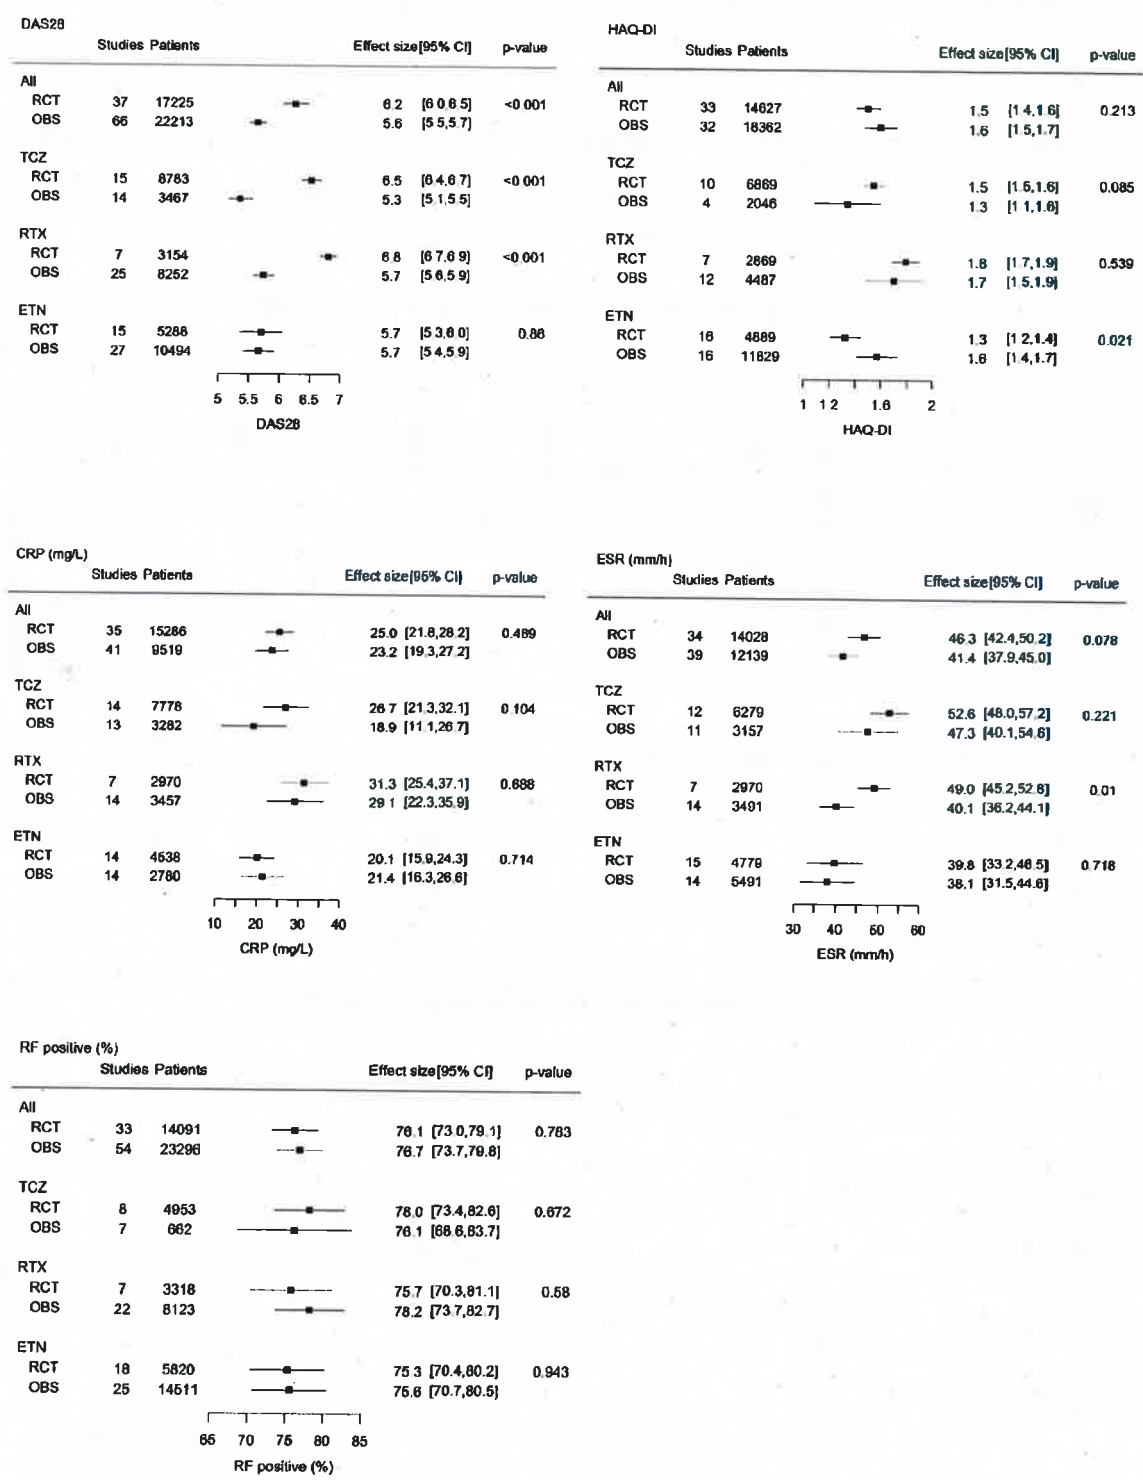 DAS28
Studies Patients Effect size[95% CI] p-value
All
RCT 37 17225 6.2 [6 0,6.5] <0 001
OBS 66 22213 5.6 [5 5,5.7]
TCZ
RCT 15 8783 6.5 [6.4,6.7] <0 001
OBS 14 3467 5.3 [5.1,5.5]
RTX
RCT 7 3154 6 8 [6 7,6 9] <0 001
OBS 25 8252 5.7 [5 6,5 9]
ETN
RCT 15 5288 5.7 [5 3,6 0] 0.86
OBS 27 10494 5.7 [5 4,5 9]
5 5.5 6 6.5 7
DAS28
HAQ-DI
Studies Patients Effect size[95% CI] p-value
All
RCT 33 14627 1.5 [1 4,1.6] 0.213
OBS 32 18362 1.6 [1.5,1.7]
TCZ
RCT 10 6869 1.5 [1.5,1.6] 0.085
OBS 4 2046 1.3 [1 1,1.6]
RTX
RCT 7 2869 1.8 [1 7,1.9] 0.539
OBS 12 4487 1.7 [1 5,1.9]
ETN
RCT 16 4889 1.3 [1 2,1.4] 0.021
OBS 16 11829 1.6 [1.4,1.7]
1 1 2 1.6 2
HAQ-DI
CRP (mg/L)
Studies Patients Effect size[95% CI] p-value
All
RCT 35 15286 25.0 [21.8,28.2] 0.489
OBS 41 9519 23.2 [19.3,27.2]
TCZ
RCT 14 7778 26 7 [21.3,32.1] 0 104
OBS 13 3282 18.9 [11 1,26 7]
RTX
RCT 7 2970 31.3 [25.4,37.1] 0.688
OBS 14 3457 29 1 [22.3,35.9]
ETN
RCT 14 4638 20.1 [15.9,24.3] 0.714
OBS 14 2780 21.4 [16.3,26 6]
10 20 30 40
CRP (mg/L)
ESR (mm/h)
Studies Patients Effect size[95% CI] p-value
All
RCT 34 14028 46 3 [42.4,50.2] 0.078
OBS 39 12139 41.4 [37.9,45.0]
TCZ
RCT 12 6279 52.6 [48.0,57.2] 0.221
OBS 11 3157 47.3 [40.1,54.6]
RTX
RCT 7 2970 49.0 [45.2,52.8] 0.01
OBS 14 3491 40.1 [36.2,44.1]
ETN
RCT 15 4779 39.8 [33.2,46.5] 0 718
OBS 14 5491 38.1 [31.5,44.6]
30 40 50 60
ESR (mm/h)
RF positive (%)
Studies Patients Effect size[95% CI] p-value
All
RCT 33 14091 76.1 [73 0,79.1] 0.783
OBS 54 23296 76.7 [73.7,79.8]
TCZ
RCT 8 4953 78.0 [73.4,82.6] 0.672
OBS 7 662 76.1 [68.6,83.7]
RTX
RCT 7 3318 75.7 [70.3,81.1] 0.58
OBS 22 8123 78.2 [73.7,82.7]
ETN
RCT 18 5820 75 3 [70.4,80.2] 0.943
OBS 25 14511 75.6 [70.7,80.5]
65 70 75 80 85
RF positive (%)